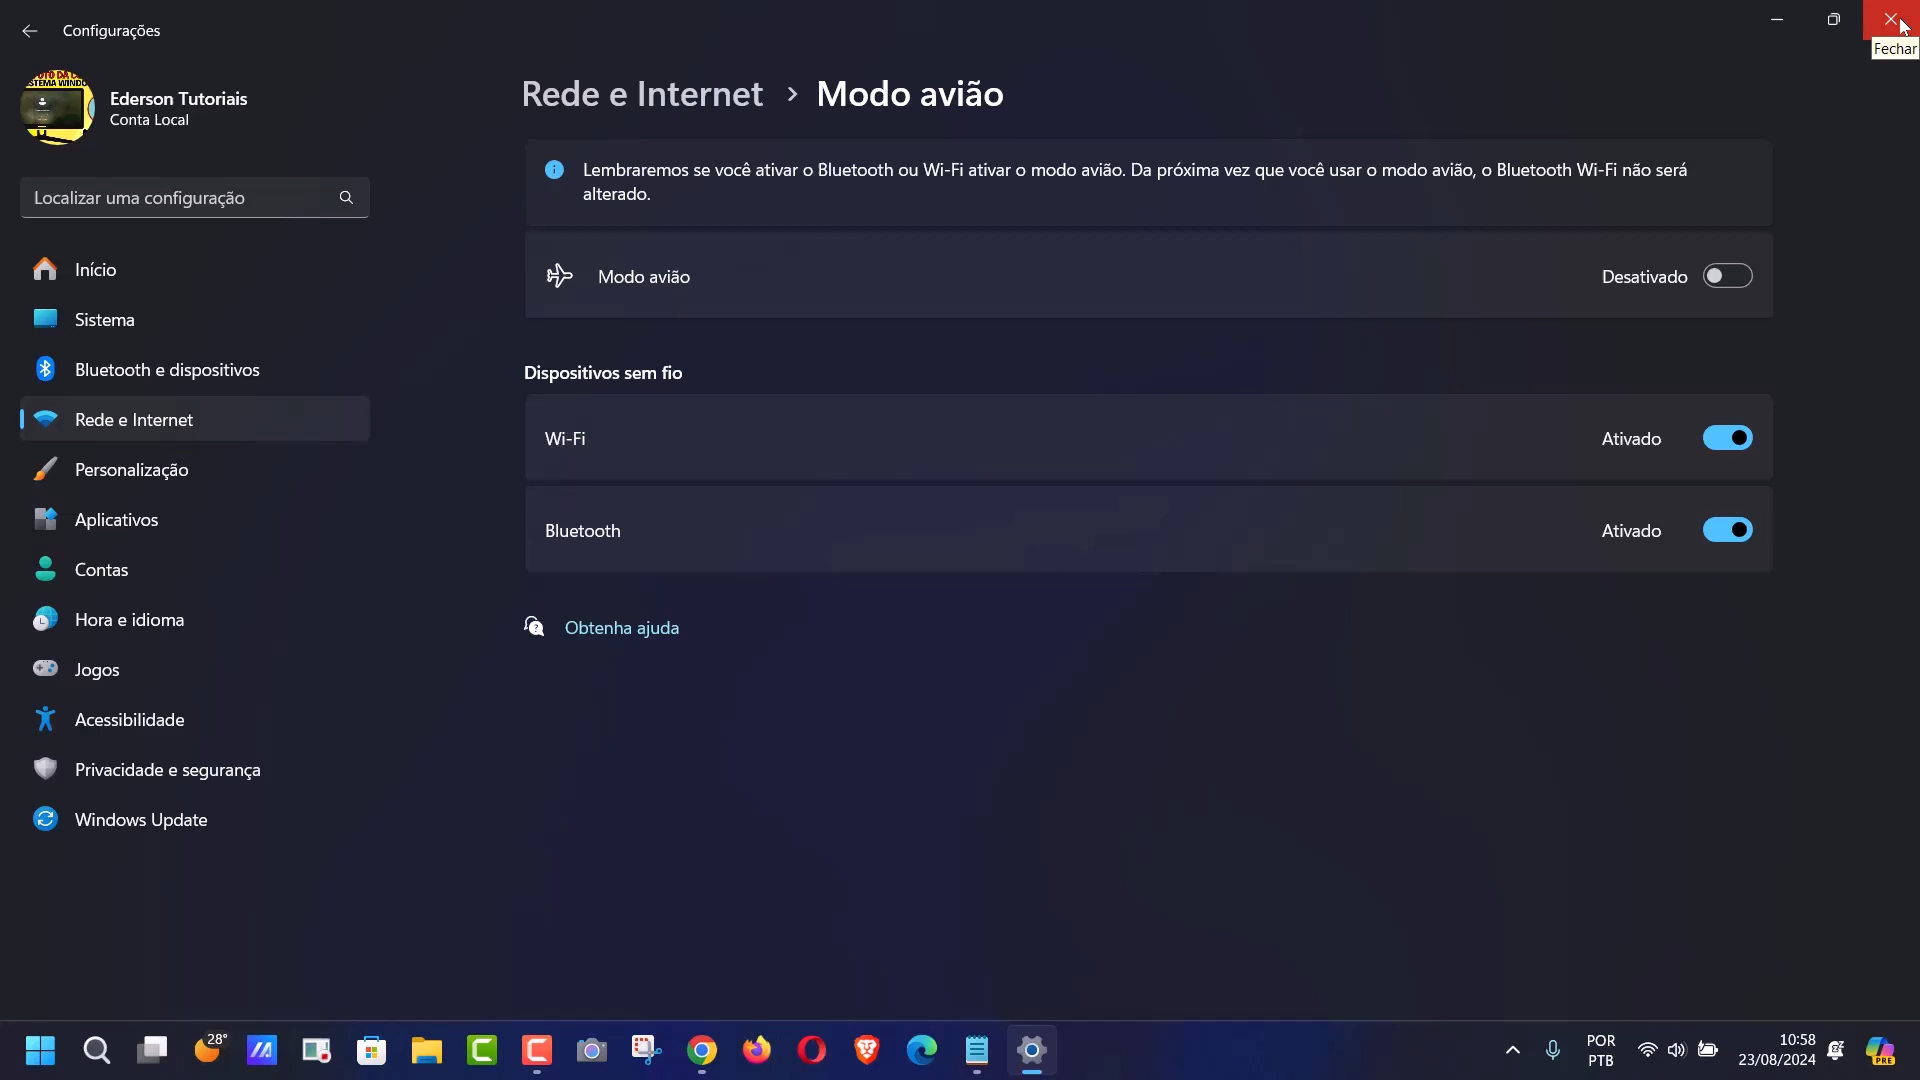 Configurações
Fechar
Ederson Tutoriais
Conta Local
Localizar uma configuração
Início
Sistema
Bluetooth e dispositivos
Rede e Internet
Personalização
Aplicativos
Contas
Hora e idioma
Jogos
Acessibilidade
Privacidade e segurança
Windows Update
Rede e Internet > Modo avião
Lembraremos se você ativar o Bluetooth ou Wi-Fi ativar o modo avião. Da próxima vez que você usar o modo avião, o Bluetooth Wi-Fi não será
alterado.
Modo avião Desativado
Dispositivos sem fio
Wi-Fi Ativado
Bluetooth Ativado
Obtenha ajuda
28°
POR
PTB
10:58
23/08/2024
PRE